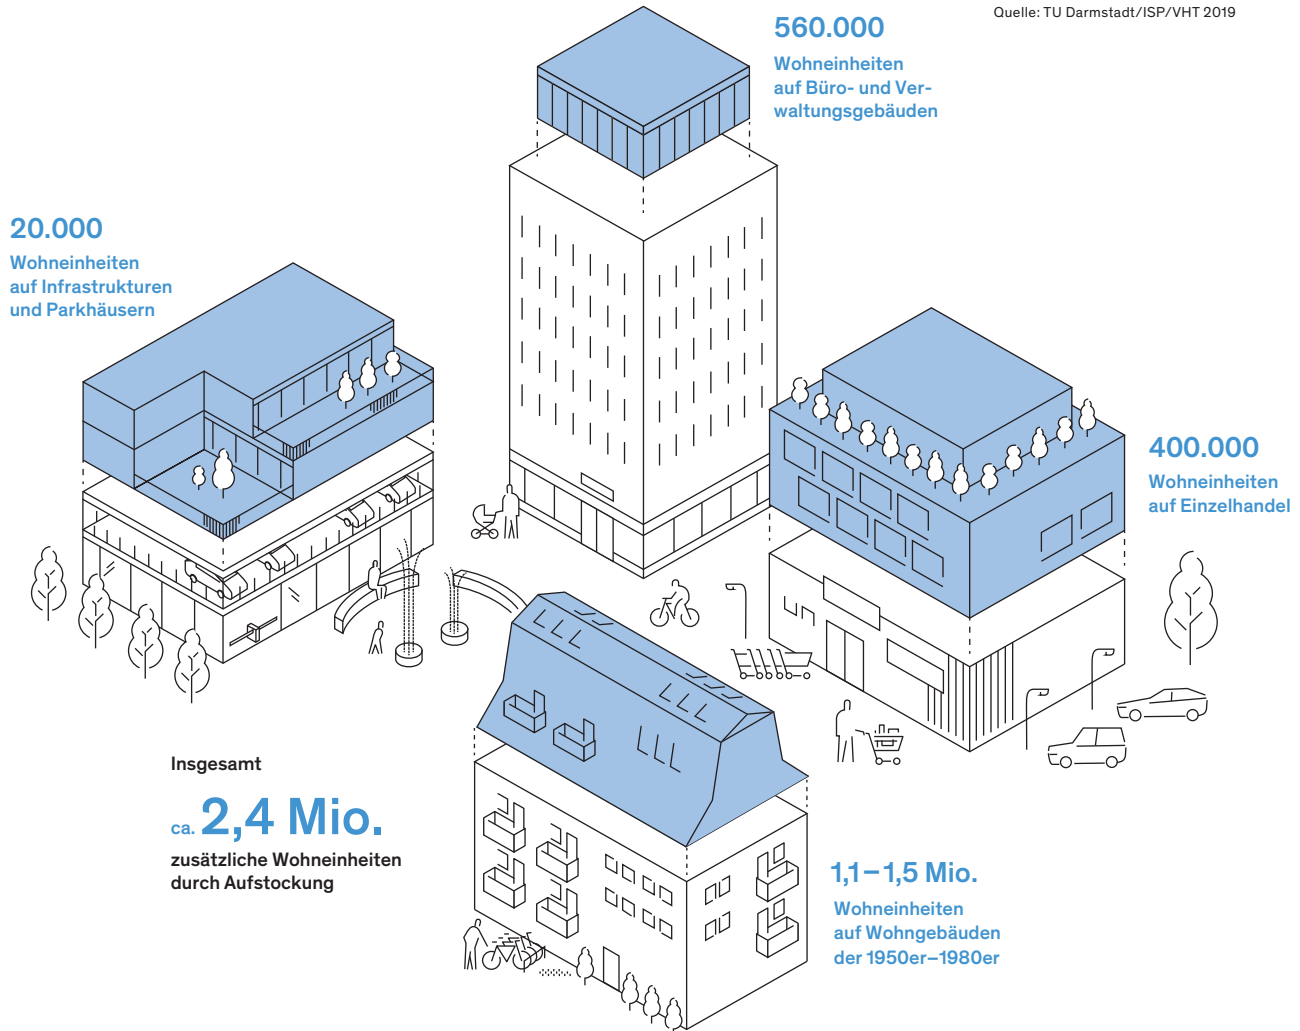 Quelle: TU Darmstadt/ISP/VHT 2019
560.000
Wohneinheiten
auf Büro- und Ver-
waltungsgebäuden
20.000
Wohneinheiten
auf Infrastrukturen
und Parkhäusern
400.000
Wohneinheiten
auf Einzelhandel
Insgesamt
ca. 2,4 Mio.
zusätzliche Wohneinheiten
durch Aufstockung
1,1–1,5 Mio.
Wohneinheiten
auf Wohngebäuden
der 1950er–1980er